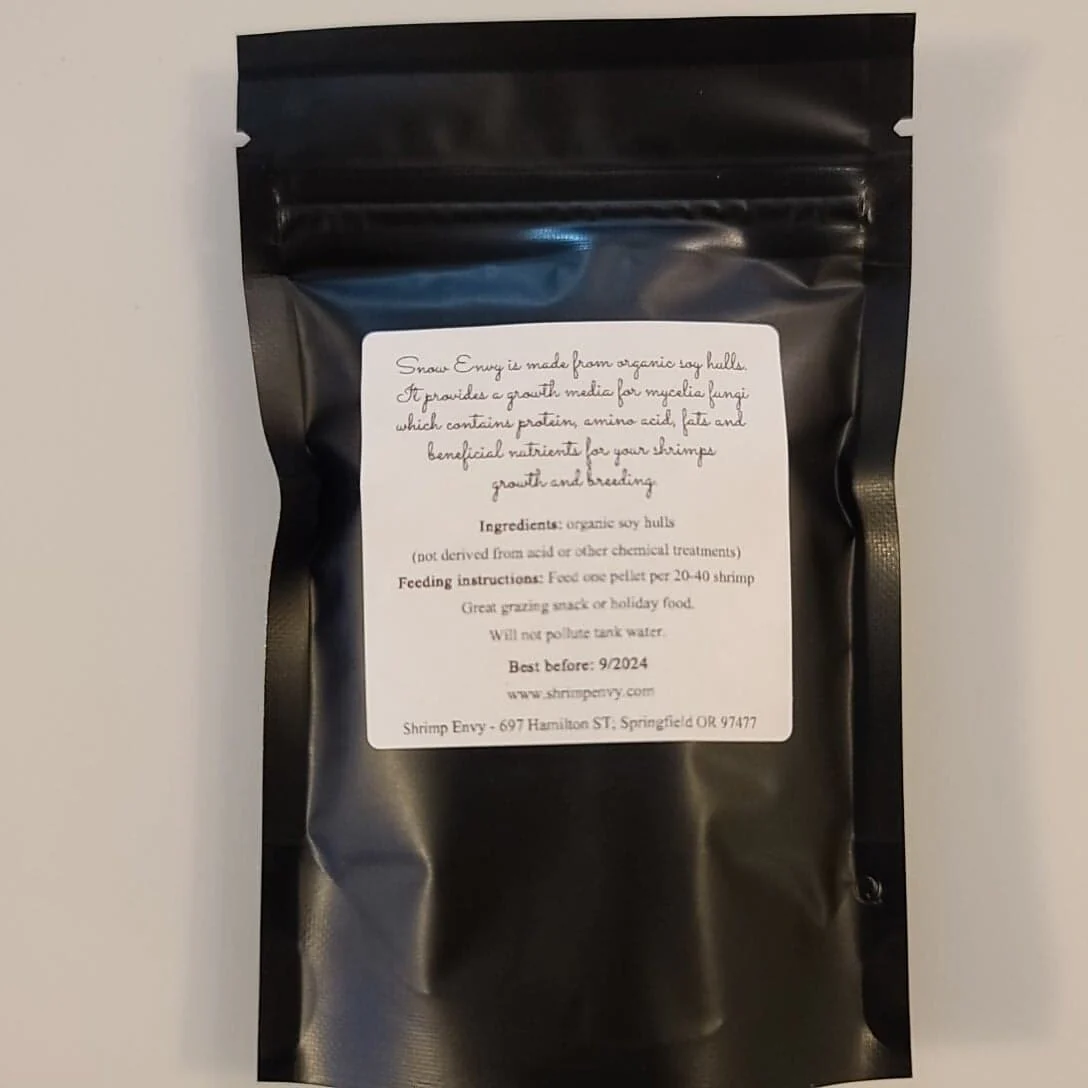 Snow Envy is made from organic soy hulls.
It provides a growth media for mycelia fungi
which contains protein, amino acid, fats and
beneficial nutrients for your shrimps
growth and breeding.
Ingredients: organic soy hulls
(not derived from acid or other chemical treatments)
Feeding instructions: Feed one pellet per 20-40 shrimp
Great grazing snack or holiday food.
Will not pollute tank water.
Best before: 9/2024
www.shrimpenvy.com
Shrimp Envy - 697 Hamilton ST; Springfield OR 97477